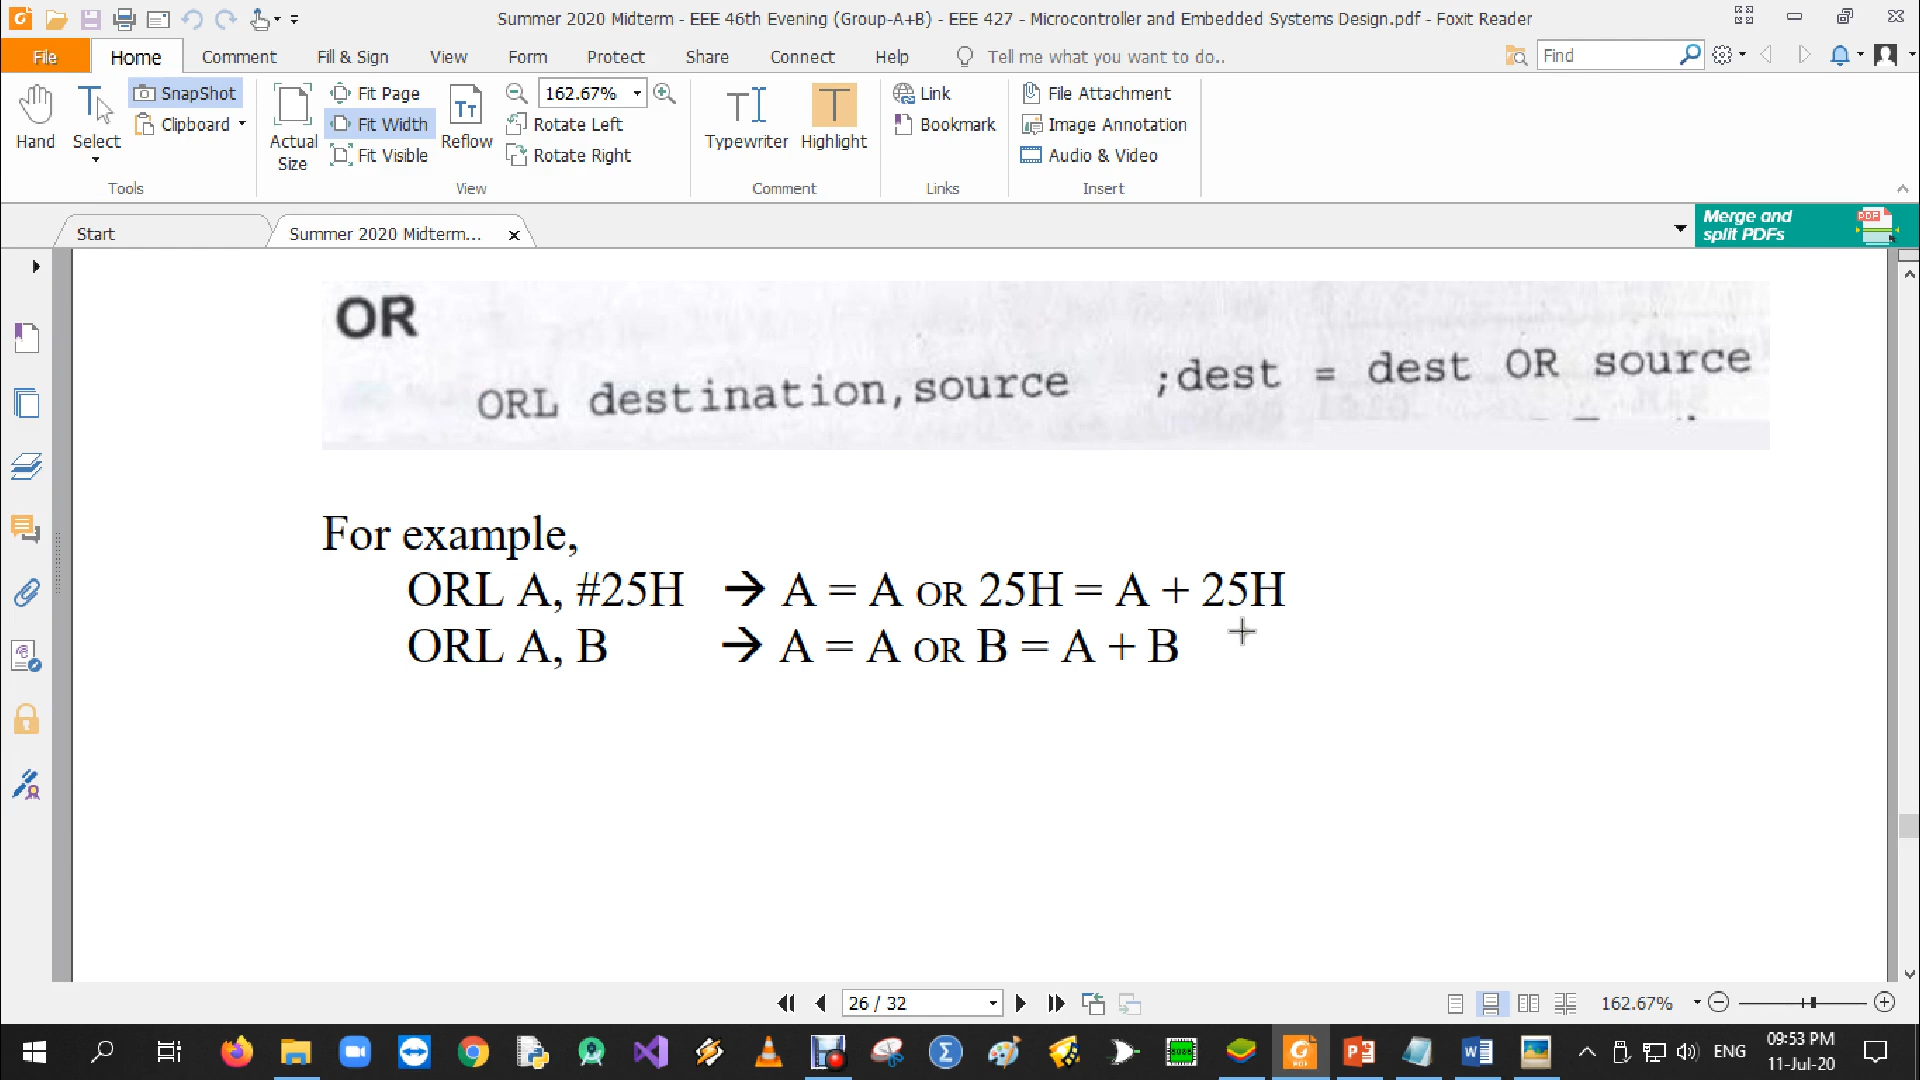 Summer 2020 Midterm - EEE 46th Evening (Group-A+B) - EEE 427 - Microcontroller and Embedded Systems Design.pdf - Foxit Reader
File Home Comment Fill & Sign View Form Protect Share Connect Help Tell me what you want to do.. Find
SnapShot Fit Page 162.67% Link File Attachment
Clipboard Fit Width Rotate Left Bookmark Image Annotation
Hand Select Actual Size Reflow Typewriter Highlight
Fit Visible Rotate Right Audio & Video
Tools View Comment Links Insert
Start Summer 2020 Midterm... Merge and split PDFs PDF
OR
ORL destination,source ;dest = dest OR source
For example,
ORL A, #25H → A = A OR 25H = A + 25H
ORL A, B → A = A OR B = A + B
26 / 32 162.67%
09:53 PM
ENG
11-Jul-20